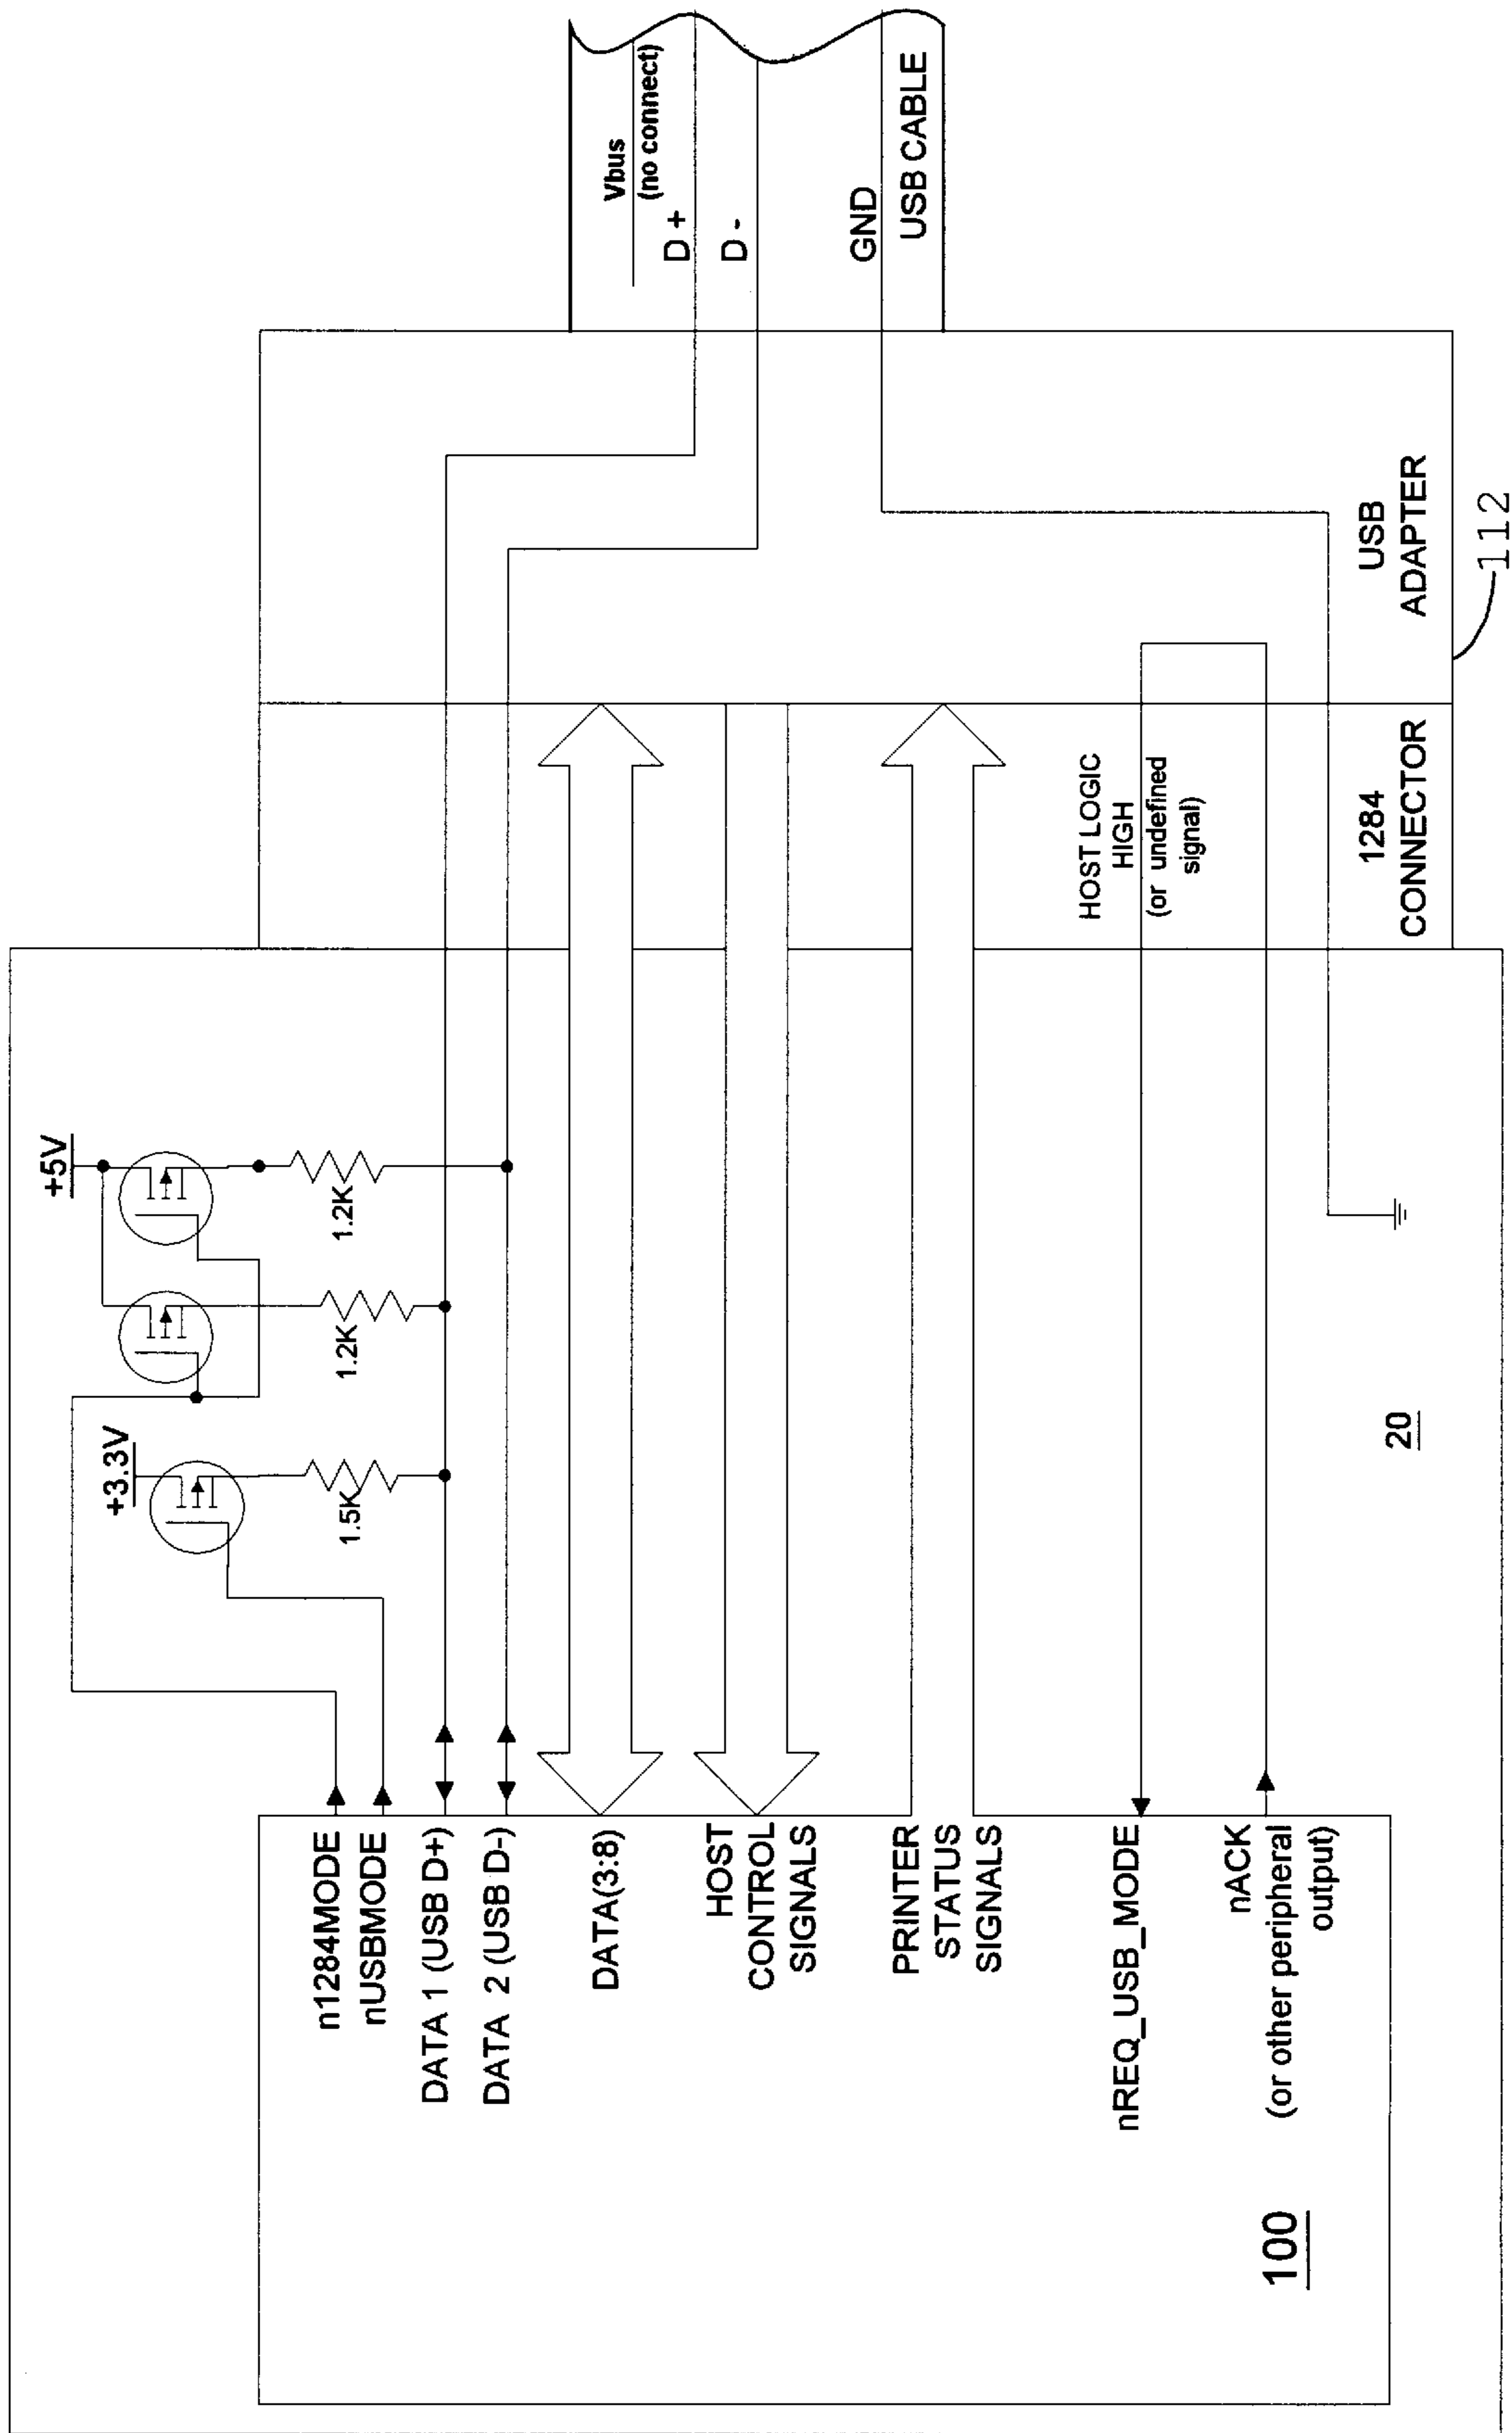 +5V
1.2K
1.2K
+3.3V
1.5K
n1284MODE
nUSBMODE
DATA 1 (USB D+)
DATA 2 (USB D-)
DATA(3:8)
HOST
CONTROL
SIGNALS
PRINTER
STATUS
SIGNALS
nREQ_USB_MODE
nACK
(or other peripheral
output)
100
20
HOST LOGIC
HIGH
(or undefined
signal)
1284
CONNECTOR
USB
ADAPTER
112
Vbus
(no connect)
D +
D -
GND
USB CABLE